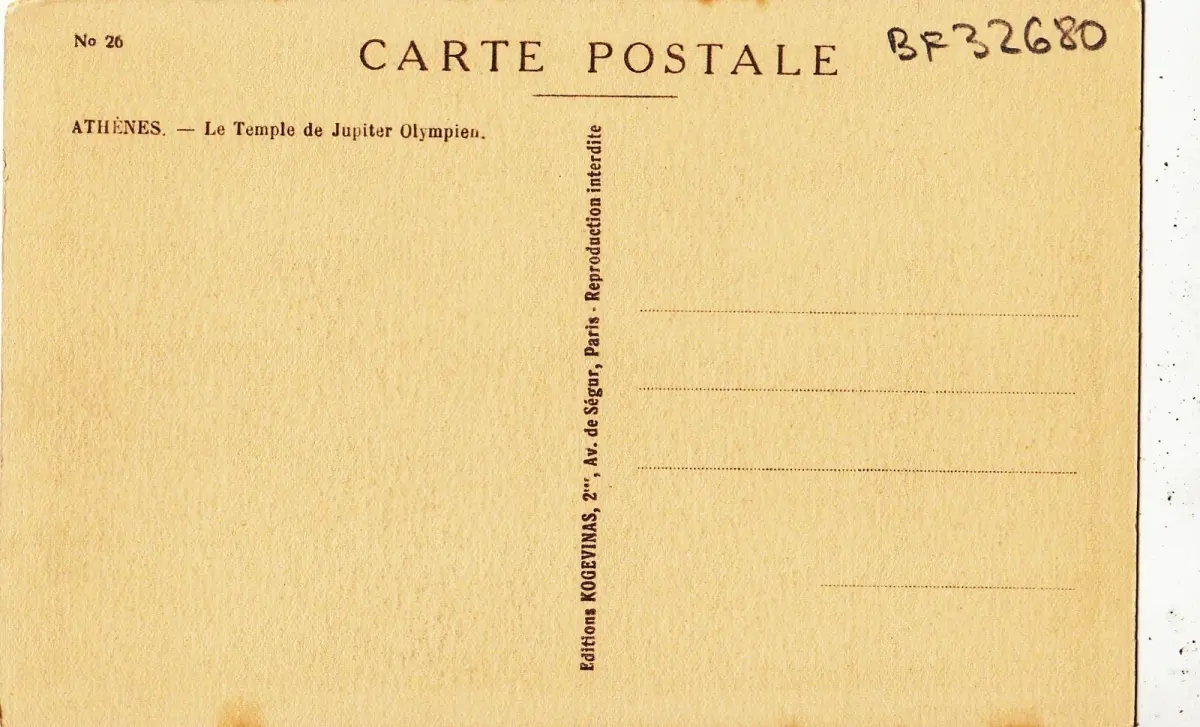 No 26
CARTE POSTALE
BF32680
ATHÈNES. — Le Temple de Jupiter Olympien.
Editions KOGEVINAS, 2ter, Av. de Ségur, Paris - Reproduction interdite